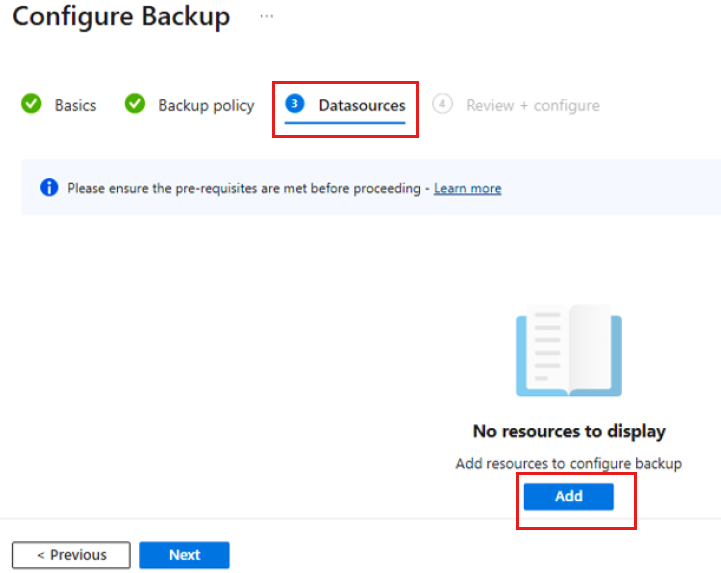 Configure Backup ...
Basics Backup policy 3 Datasources 4 Review + configure
Please ensure the pre-requisites are met before proceeding - Learn more
No resources to display
Add resources to configure backup
Add
< Previous Next